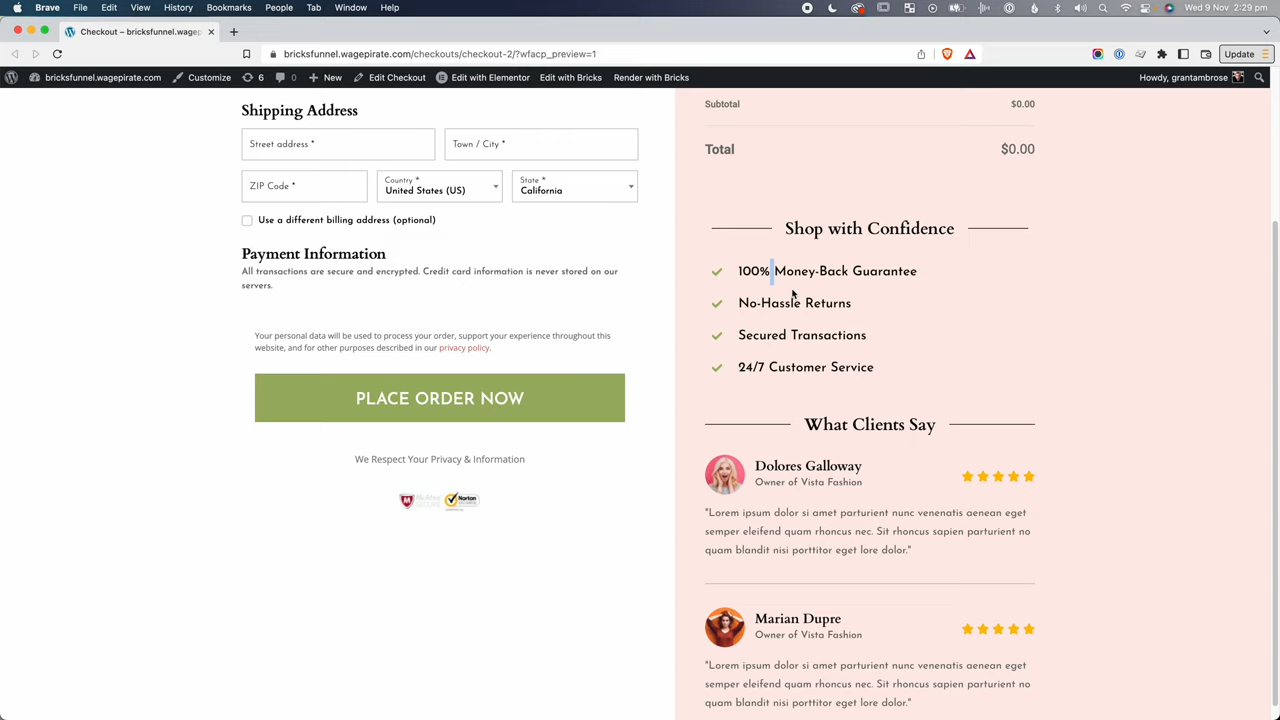 Brave File Edit View History Bookmarks People Tab Window Help
Wed 9 Nov 2:29 pm
Checkout – bricksfunnel.wagep
bricksfunnel.wagepirate.com/checkouts/checkout-2/?wfacp_preview=1
Update
bricksfunnel.wagepirate.com Customize 6 0 New Edit Checkout Edit with Elementor Edit with Bricks Render with Bricks
Howdy, grantambrose
Shipping Address
Street address *
Town / City *
ZIP Code *
Country *
United States (US)
State *
California
Use a different billing address (optional)
Payment Information
All transactions are secure and encrypted. Credit card information is never stored on our
servers.
Your personal data will be used to process your order, support your experience throughout this
website, and for other purposes described in our privacy policy.
PLACE ORDER NOW
We Respect Your Privacy & Information
McAfee
SECURE
Norton
Subtotal $0.00
Total $0.00
Shop with Confidence
100% Money-Back Guarantee
No-Hassle Returns
Secured Transactions
24/7 Customer Service
What Clients Say
Dolores Galloway
Owner of Vista Fashion
"Lorem ipsum dolor si amet parturient nunc venenatis aenean eget
semper eleifend quam rhoncus nec. Sit rhoncus sapien parturient no
quam blandit nisi porttitor eget lore dolor."
Marian Dupre
Owner of Vista Fashion
"Lorem ipsum dolor si amet parturient nunc venenatis aenean eget
semper eleifend quam rhoncus nec. Sit rhoncus sapien parturient no
quam blandit nisi porttitor eget lore dolor."